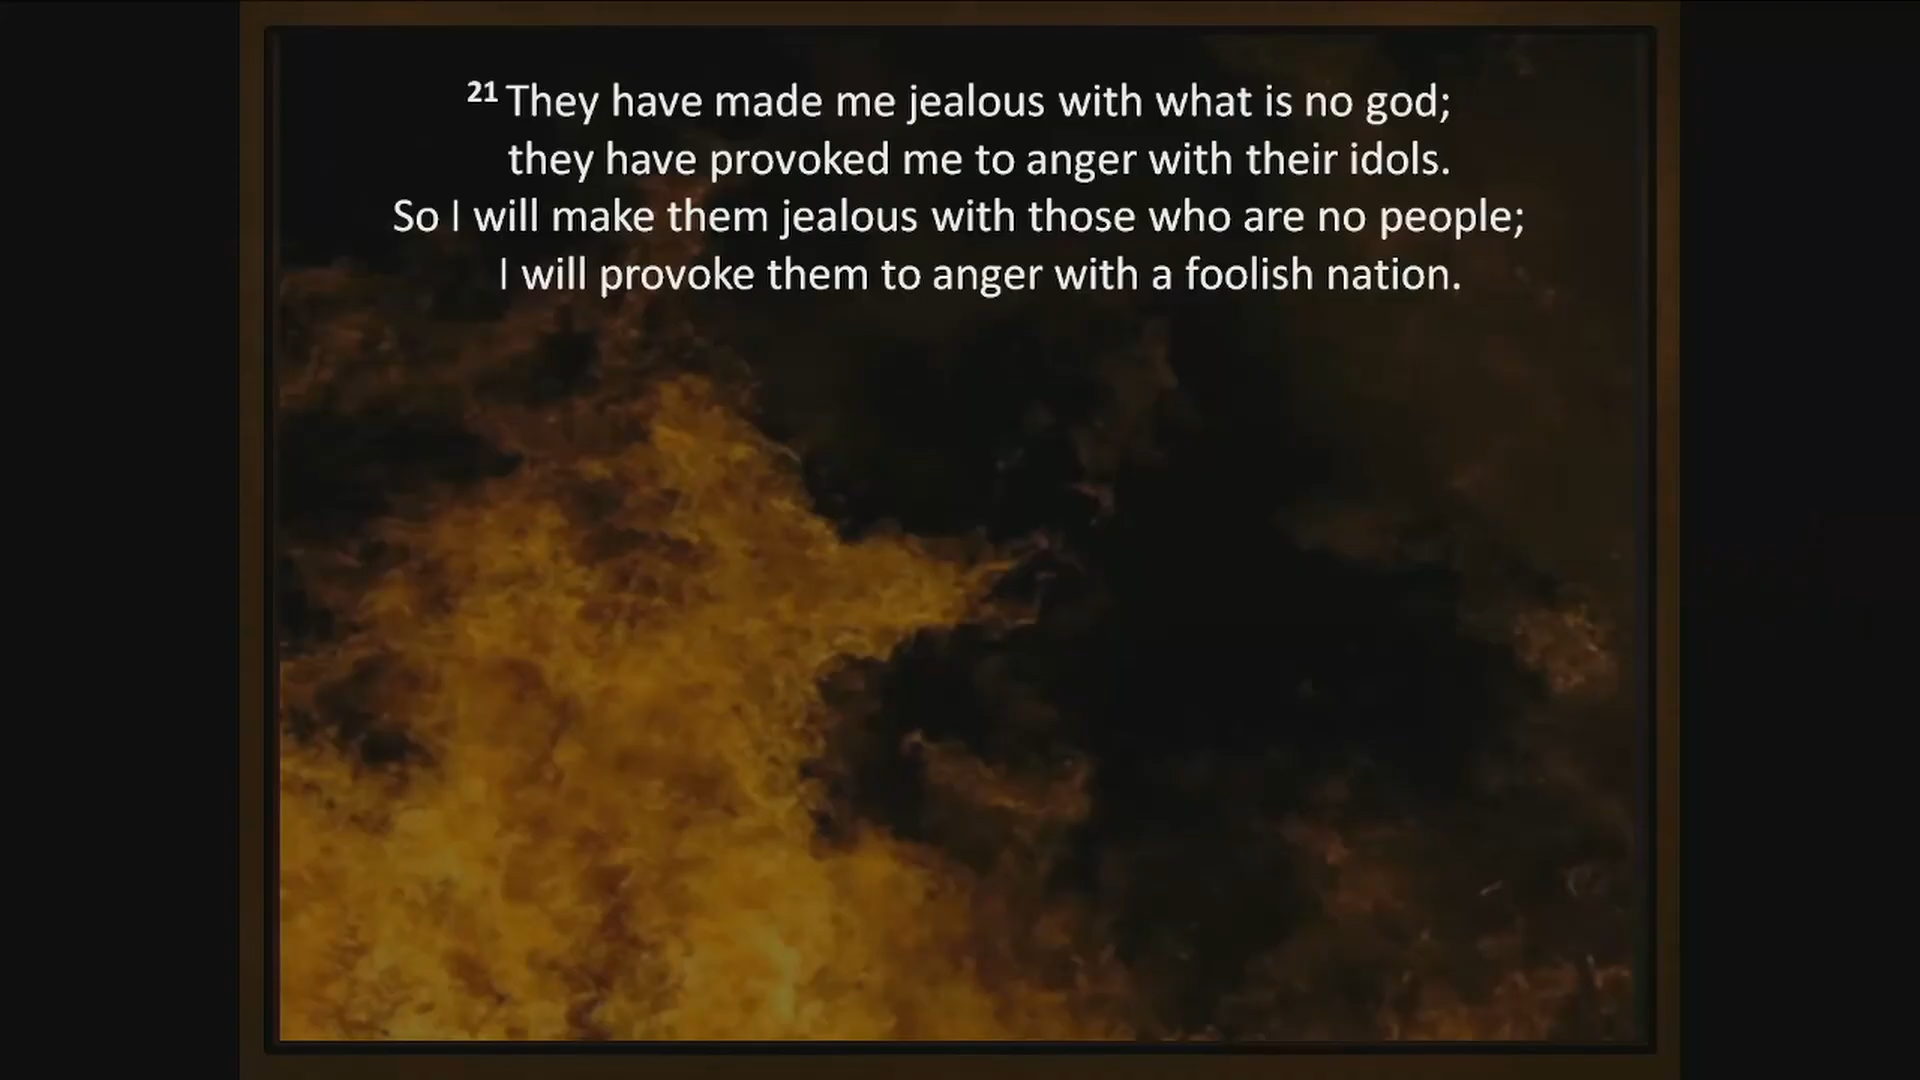 21 They have made me jealous with what is no god;
they have provoked me to anger with their idols.
So I will make them jealous with those who are no people;
I will provoke them to anger with a foolish nation.